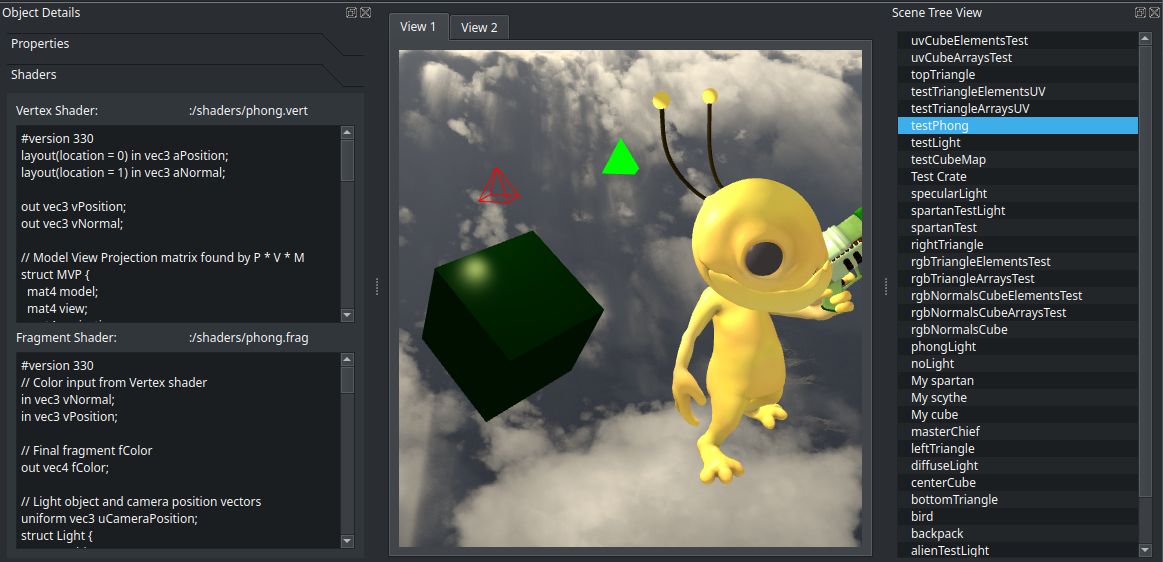 Object Details
Properties
Shaders
Vertex Shader: :/shaders/phong.vert
#version 330
layout(location = 0) in vec3 aPosition;
layout(location = 1) in vec3 aNormal;
out vec3 vPosition;
out vec3 vNormal;
// Model View Projection matrix found by P * V * M
struct MVP {
mat4 model;
mat4 view;
Fragment Shader: :/shaders/phong.frag
#version 330
// Color input from Vertex shader
in vec3 vNormal;
in vec3 vPosition;
// Final fragment fColor
out vec4 fColor;
// Light object and camera position vectors
uniform vec3 uCameraPosition;
struct Light {
View 1
View 2
Scene Tree View
uvCubeElementsTest
uvCubeArraysTest
topTriangle
testTriangleElementsUV
testTriangleArraysUV
testPhong
testLight
testCubeMap
Test Crate
specularLight
spartanTestLight
spartanTest
rightTriangle
rgbTriangleElementsTest
rgbTriangleArraysTest
rgbNormalsCubeElementsTest
rgbNormalsCubeArraysTest
rgbNormalsCube
phongLight
noLight
My spartan
My scythe
My cube
masterChief
leftTriangle
diffuseLight
centerCube
bottomTriangle
bird
backpack
alienTestLight